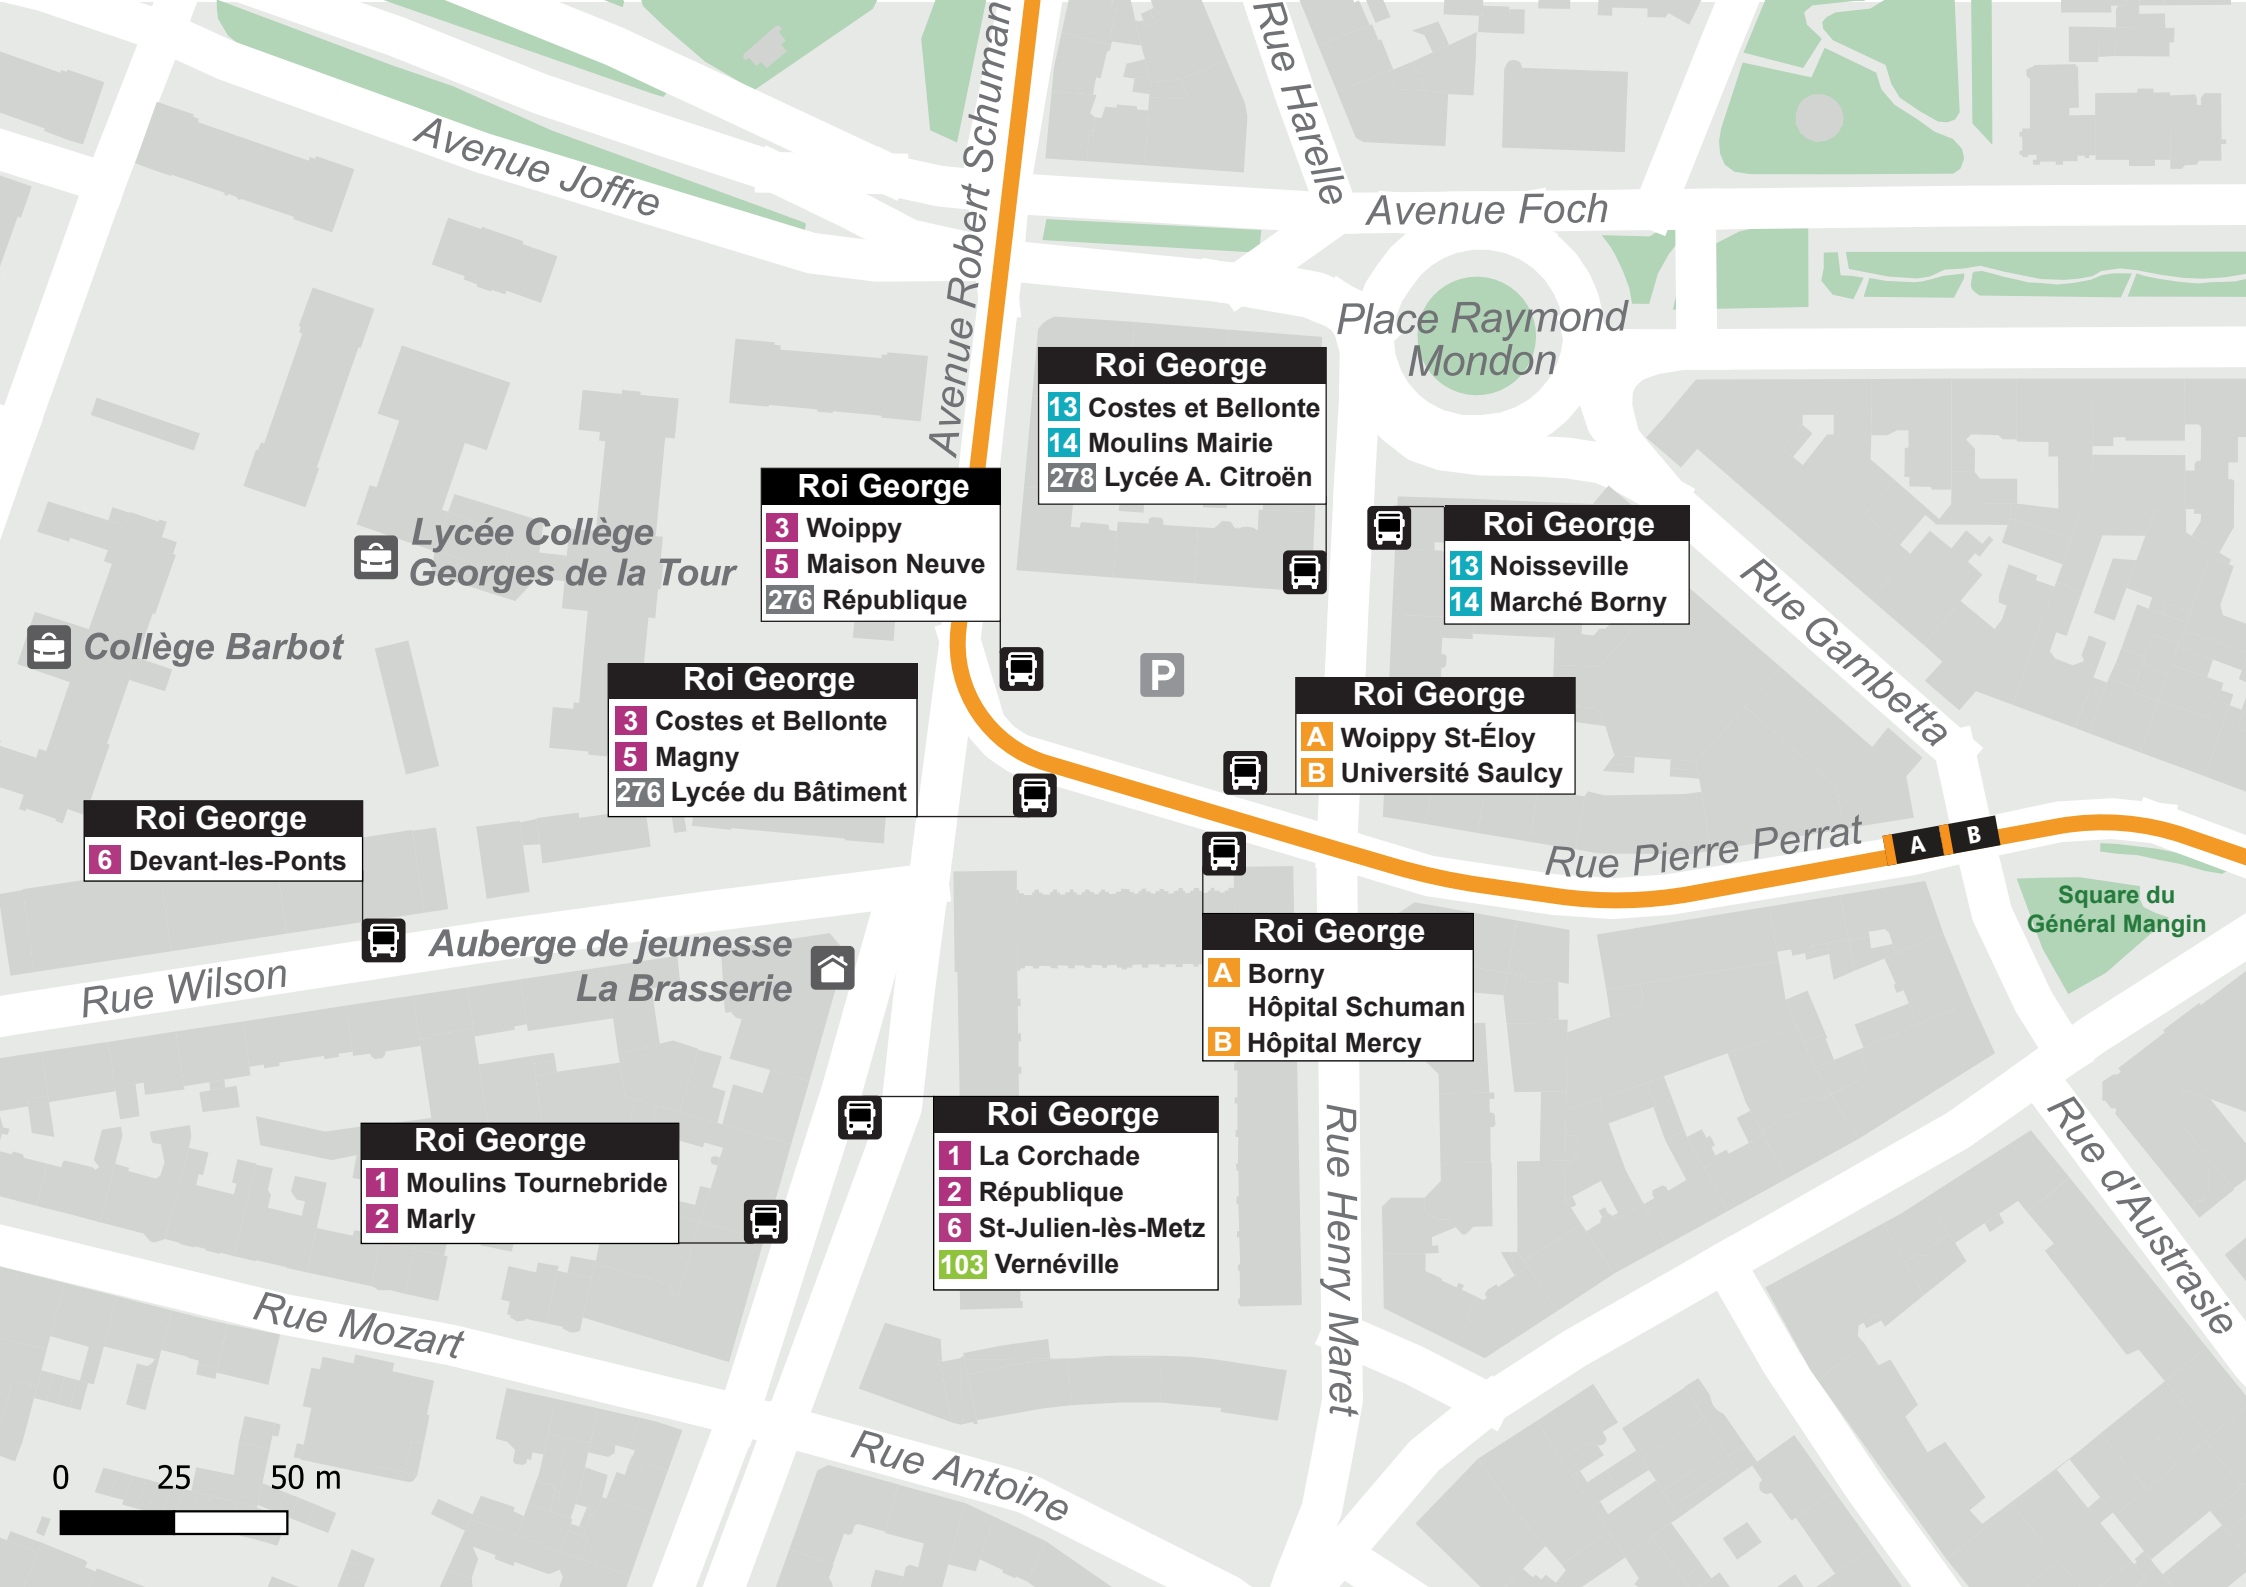 Avenue Robert Schuman
Rue Harelle
Avenue Joffre
Avenue Foch
Place Raymond
Mondon
Roi George
13 Costes et Bellonte
14 Moulins Mairie
278 Lycée A. Citroën
Roi George
3 Woippy
5 Maison Neuve
276 République
Roi George
13 Noisseville
14 Marché Borny
Lycée Collège
Georges de la Tour
Collège Barbot
Rue Gambetta
P
Roi George
3 Costes et Bellonte
5 Magny
276 Lycée du Bâtiment
Roi George
A Woippy St-Éloy
B Université Saulcy
Roi George
6 Devant-les-Ponts
Rue Pierre Perrat
A B
Square du
Général Mangin
Auberge de jeunesse
La Brasserie
Rue Wilson
Roi George
A Borny
Hôpital Schuman
B Hôpital Mercy
Roi George
1 La Corchade
2 République
6 St-Julien-lès-Metz
103 Vernéville
Roi George
1 Moulins Tournebride
2 Marly
Rue Henry Maret
Rue d'Austrasie
Rue Mozart
Rue Antoine
0 25 50 m